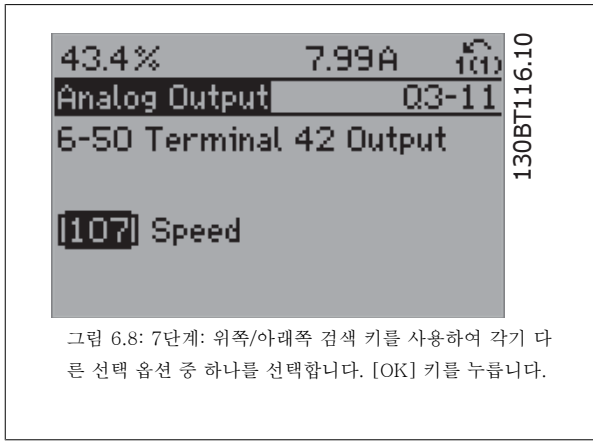 43.4% 7.99A 1(1)
Analog Output Q3-11
6-50 Terminal 42 Output
[107] Speed
130BT116.10
그림 6.8: 7단계: 위쪽/아래쪽 검색 키를 사용하여 각기 다
른 선택 옵션 중 하나를 선택합니다. [OK] 키를 누릅니다.